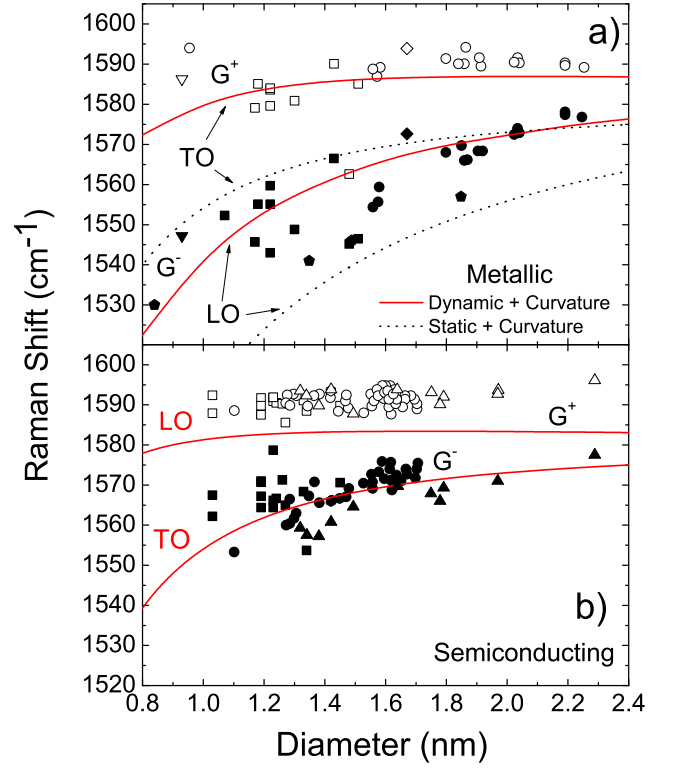 1600
a)
1590
G+
1580
1570
TO
1560
1550
G-
1540
Metallic
LO
Dynamic + Curvature
1530
Static + Curvature
Raman Shift (cm-1)
1600
1590
LO
G+
1580
G-
1570
1560
TO
1550
1540
b)
1530
Semiconducting
1520
0.8 1.0 1.2 1.4 1.6 1.8 2.0 2.2 2.4
Diameter (nm)